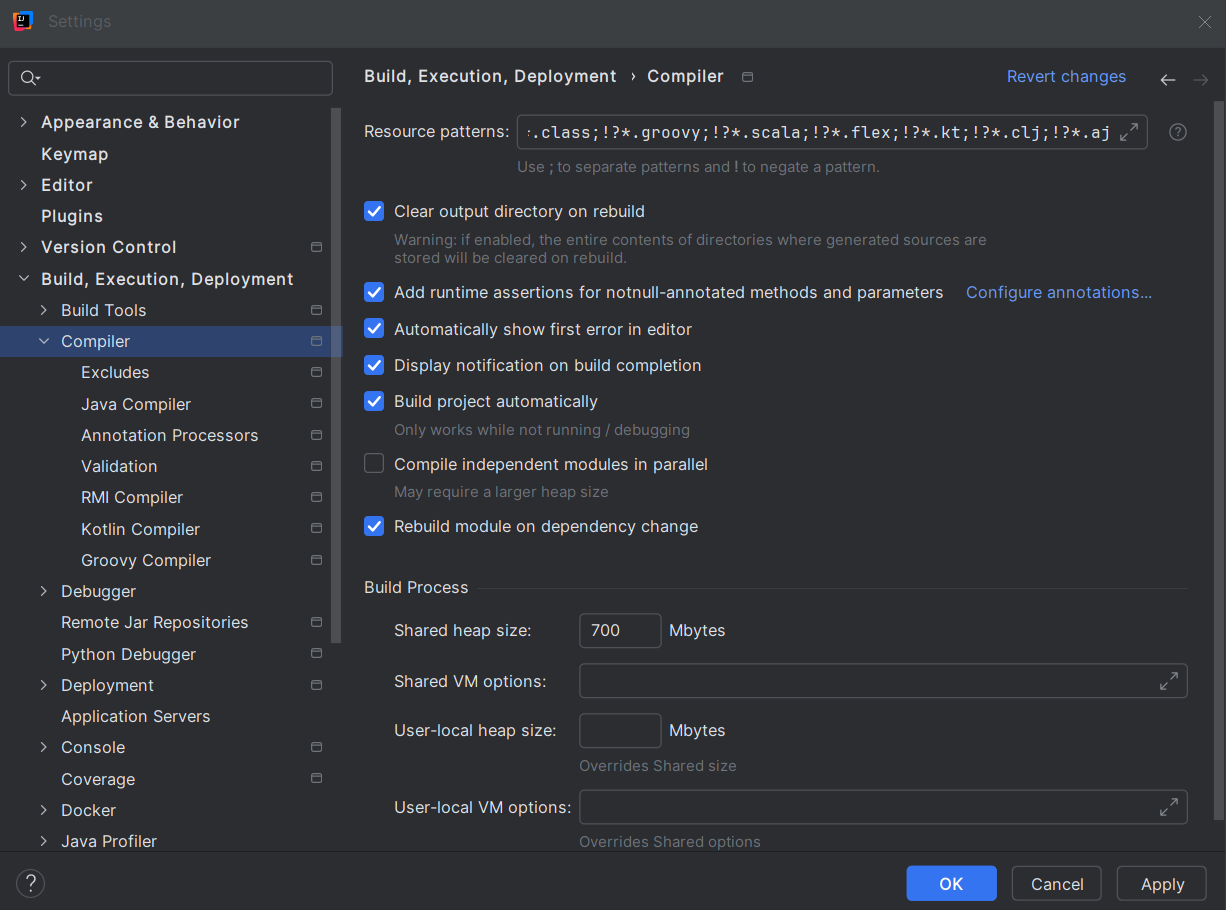 Settings
Build, Execution, Deployment › Compiler
Revert changes
Appearance & Behavior
Keymap
Editor
Plugins
Version Control
Build, Execution, Deployment
Build Tools
Compiler
Excludes
Java Compiler
Annotation Processors
Validation
RMI Compiler
Kotlin Compiler
Groovy Compiler
Debugger
Remote Jar Repositories
Python Debugger
Deployment
Application Servers
Console
Coverage
Docker
Java Profiler
Resource patterns: .class;!?*.groovy;!?*.scala;!?*.flex;!?*.kt;!?*.clj;!?*.aj
Use ; to separate patterns and ! to negate a pattern.
Clear output directory on rebuild
Warning: if enabled, the entire contents of directories where generated sources are
stored will be cleared on rebuild.
Add runtime assertions for notnull-annotated methods and parameters Configure annotations...
Automatically show first error in editor
Display notification on build completion
Build project automatically
Only works while not running / debugging
Compile independent modules in parallel
May require a larger heap size
Rebuild module on dependency change
Build Process
Shared heap size: 700 Mbytes
Shared VM options:
User-local heap size: Mbytes
Overrides Shared size
User-local VM options:
Overrides Shared options
?
OK
Cancel
Apply